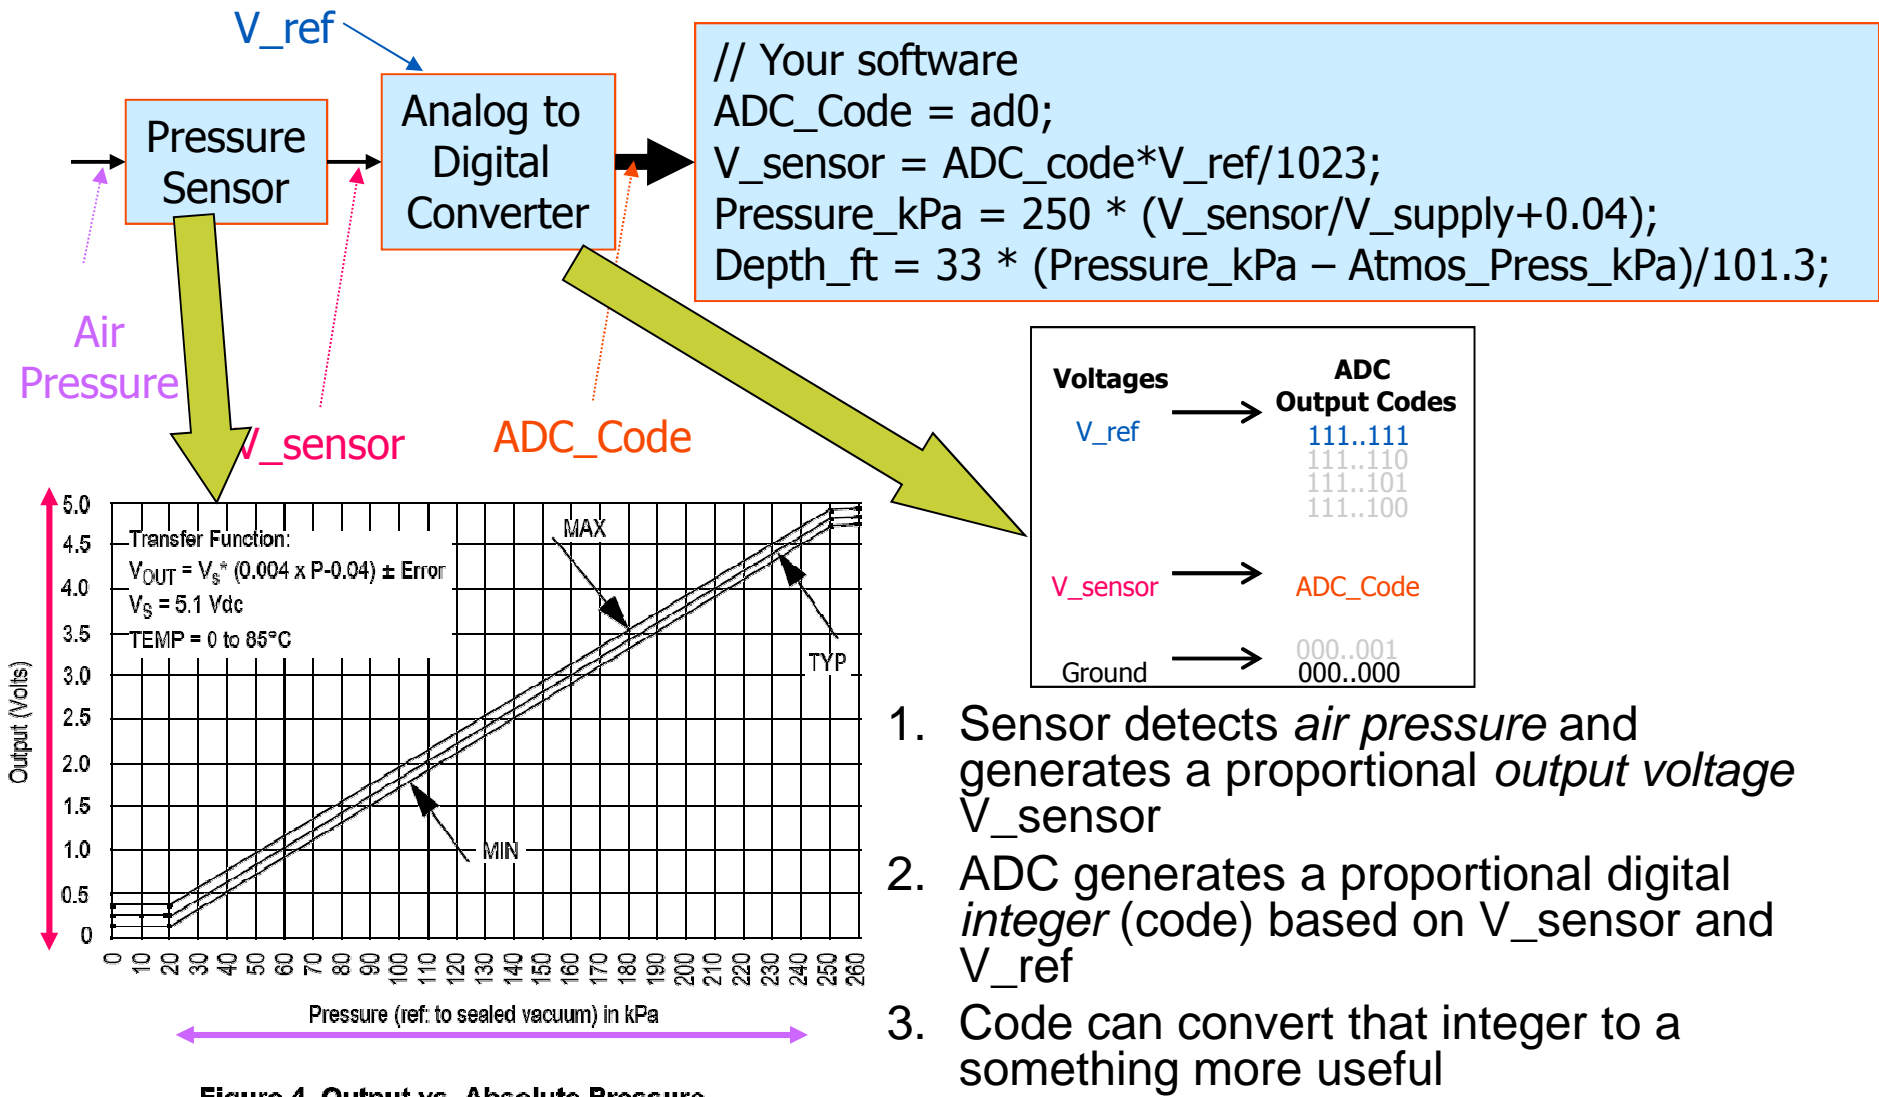 V_ref
Pressure
Sensor
Analog to
Digital
Converter
// Your software
ADC_Code = ad0;
V_sensor = ADC_code*V_ref/1023;
Pressure_kPa = 250 * (V_sensor/V_supply+0.04);
Depth_ft = 33 * (Pressure_kPa – Atmos_Press_kPa)/101.3;
Air
Pressure
V_sensor
ADC_Code
Voltages
ADC
Output Codes
V_ref
111..111
111..110
111..101
111..100
V_sensor
ADC_Code
000..001
Ground
000..000
5.0
4.5
4.0
3.5
3.0
2.5
2.0
1.5
1.0
0.5
0
Output (Volts)
Transfer Function:
VOUT = Vs* (0.004 x P-0.04) ± Error
VS = 5.1 Vdc
TEMP = 0 to 85°C
MAX
TYP
MIN
0 10 20 30 40 50 60 70 80 90 100 110 120 130 140 150 160 170 180 190 200 210 220 230 240 250 260
Pressure (ref: to sealed vacuum) in kPa
Figure 4. Output vs. Absolute Pressure
1. Sensor detects air pressure and
generates a proportional output voltage
V_sensor
2. ADC generates a proportional digital
integer (code) based on V_sensor and
V_ref
3. Code can convert that integer to a
something more useful